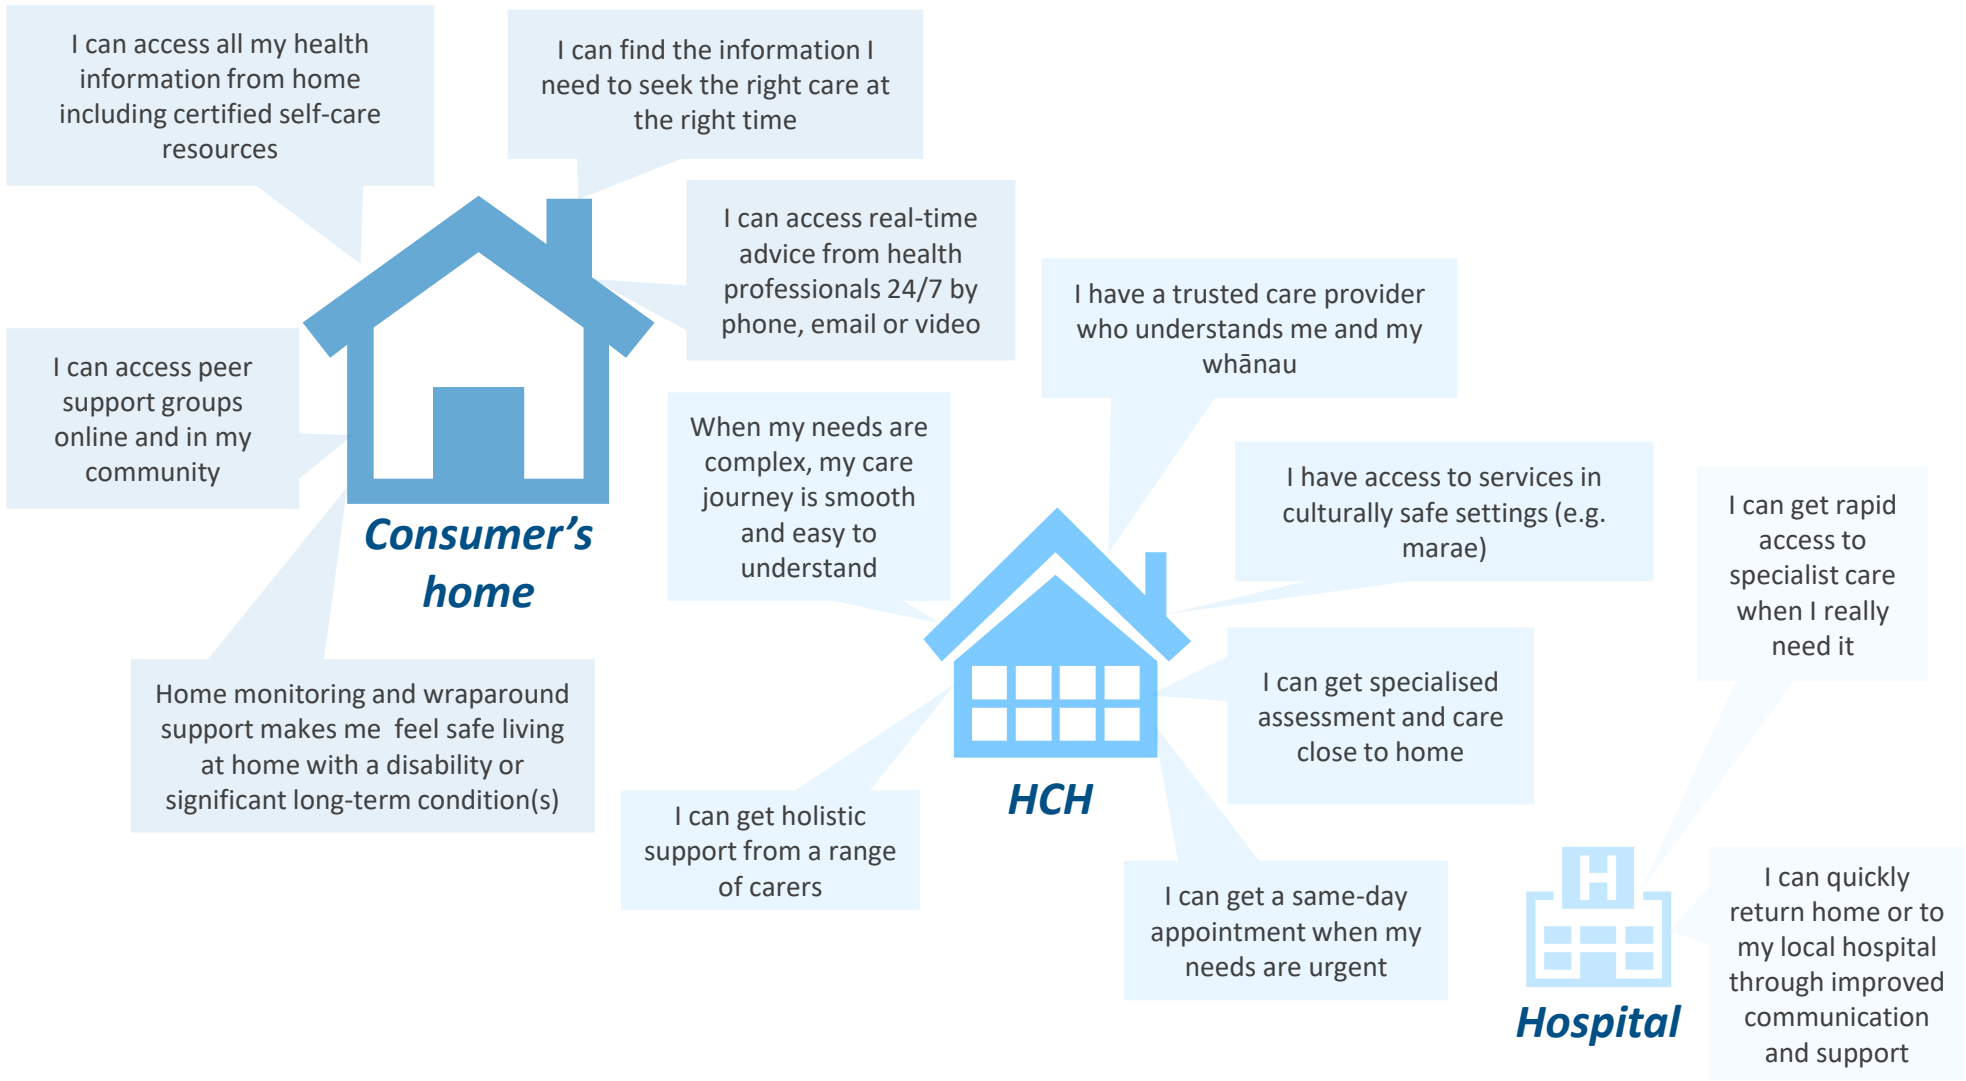 I can access all my health
information from home
including certified self-care
resources
I can find the information I
need to seek the right care at
the right time
I can access real-time
advice from health
professionals 24/7 by
phone, email or video
I can access peer
support groups
online and in my
community
Consumer’s
home
Home monitoring and wraparound
support makes me feel safe living
at home with a disability or
significant long-term condition(s)
I have a trusted care provider
who understands me and my
whānau
When my needs are
complex, my care
journey is smooth
and easy to
understand
I have access to services in
culturally safe settings (e.g.
marae)
I can get specialised
assessment and care
close to home
HCH
I can get holistic
support from a range
of carers
I can get a same-day
appointment when my
needs are urgent
I can get rapid
access to
specialist care
when I really
need it
H
Hospital
I can quickly
return home or to
my local hospital
through improved
communication
and support